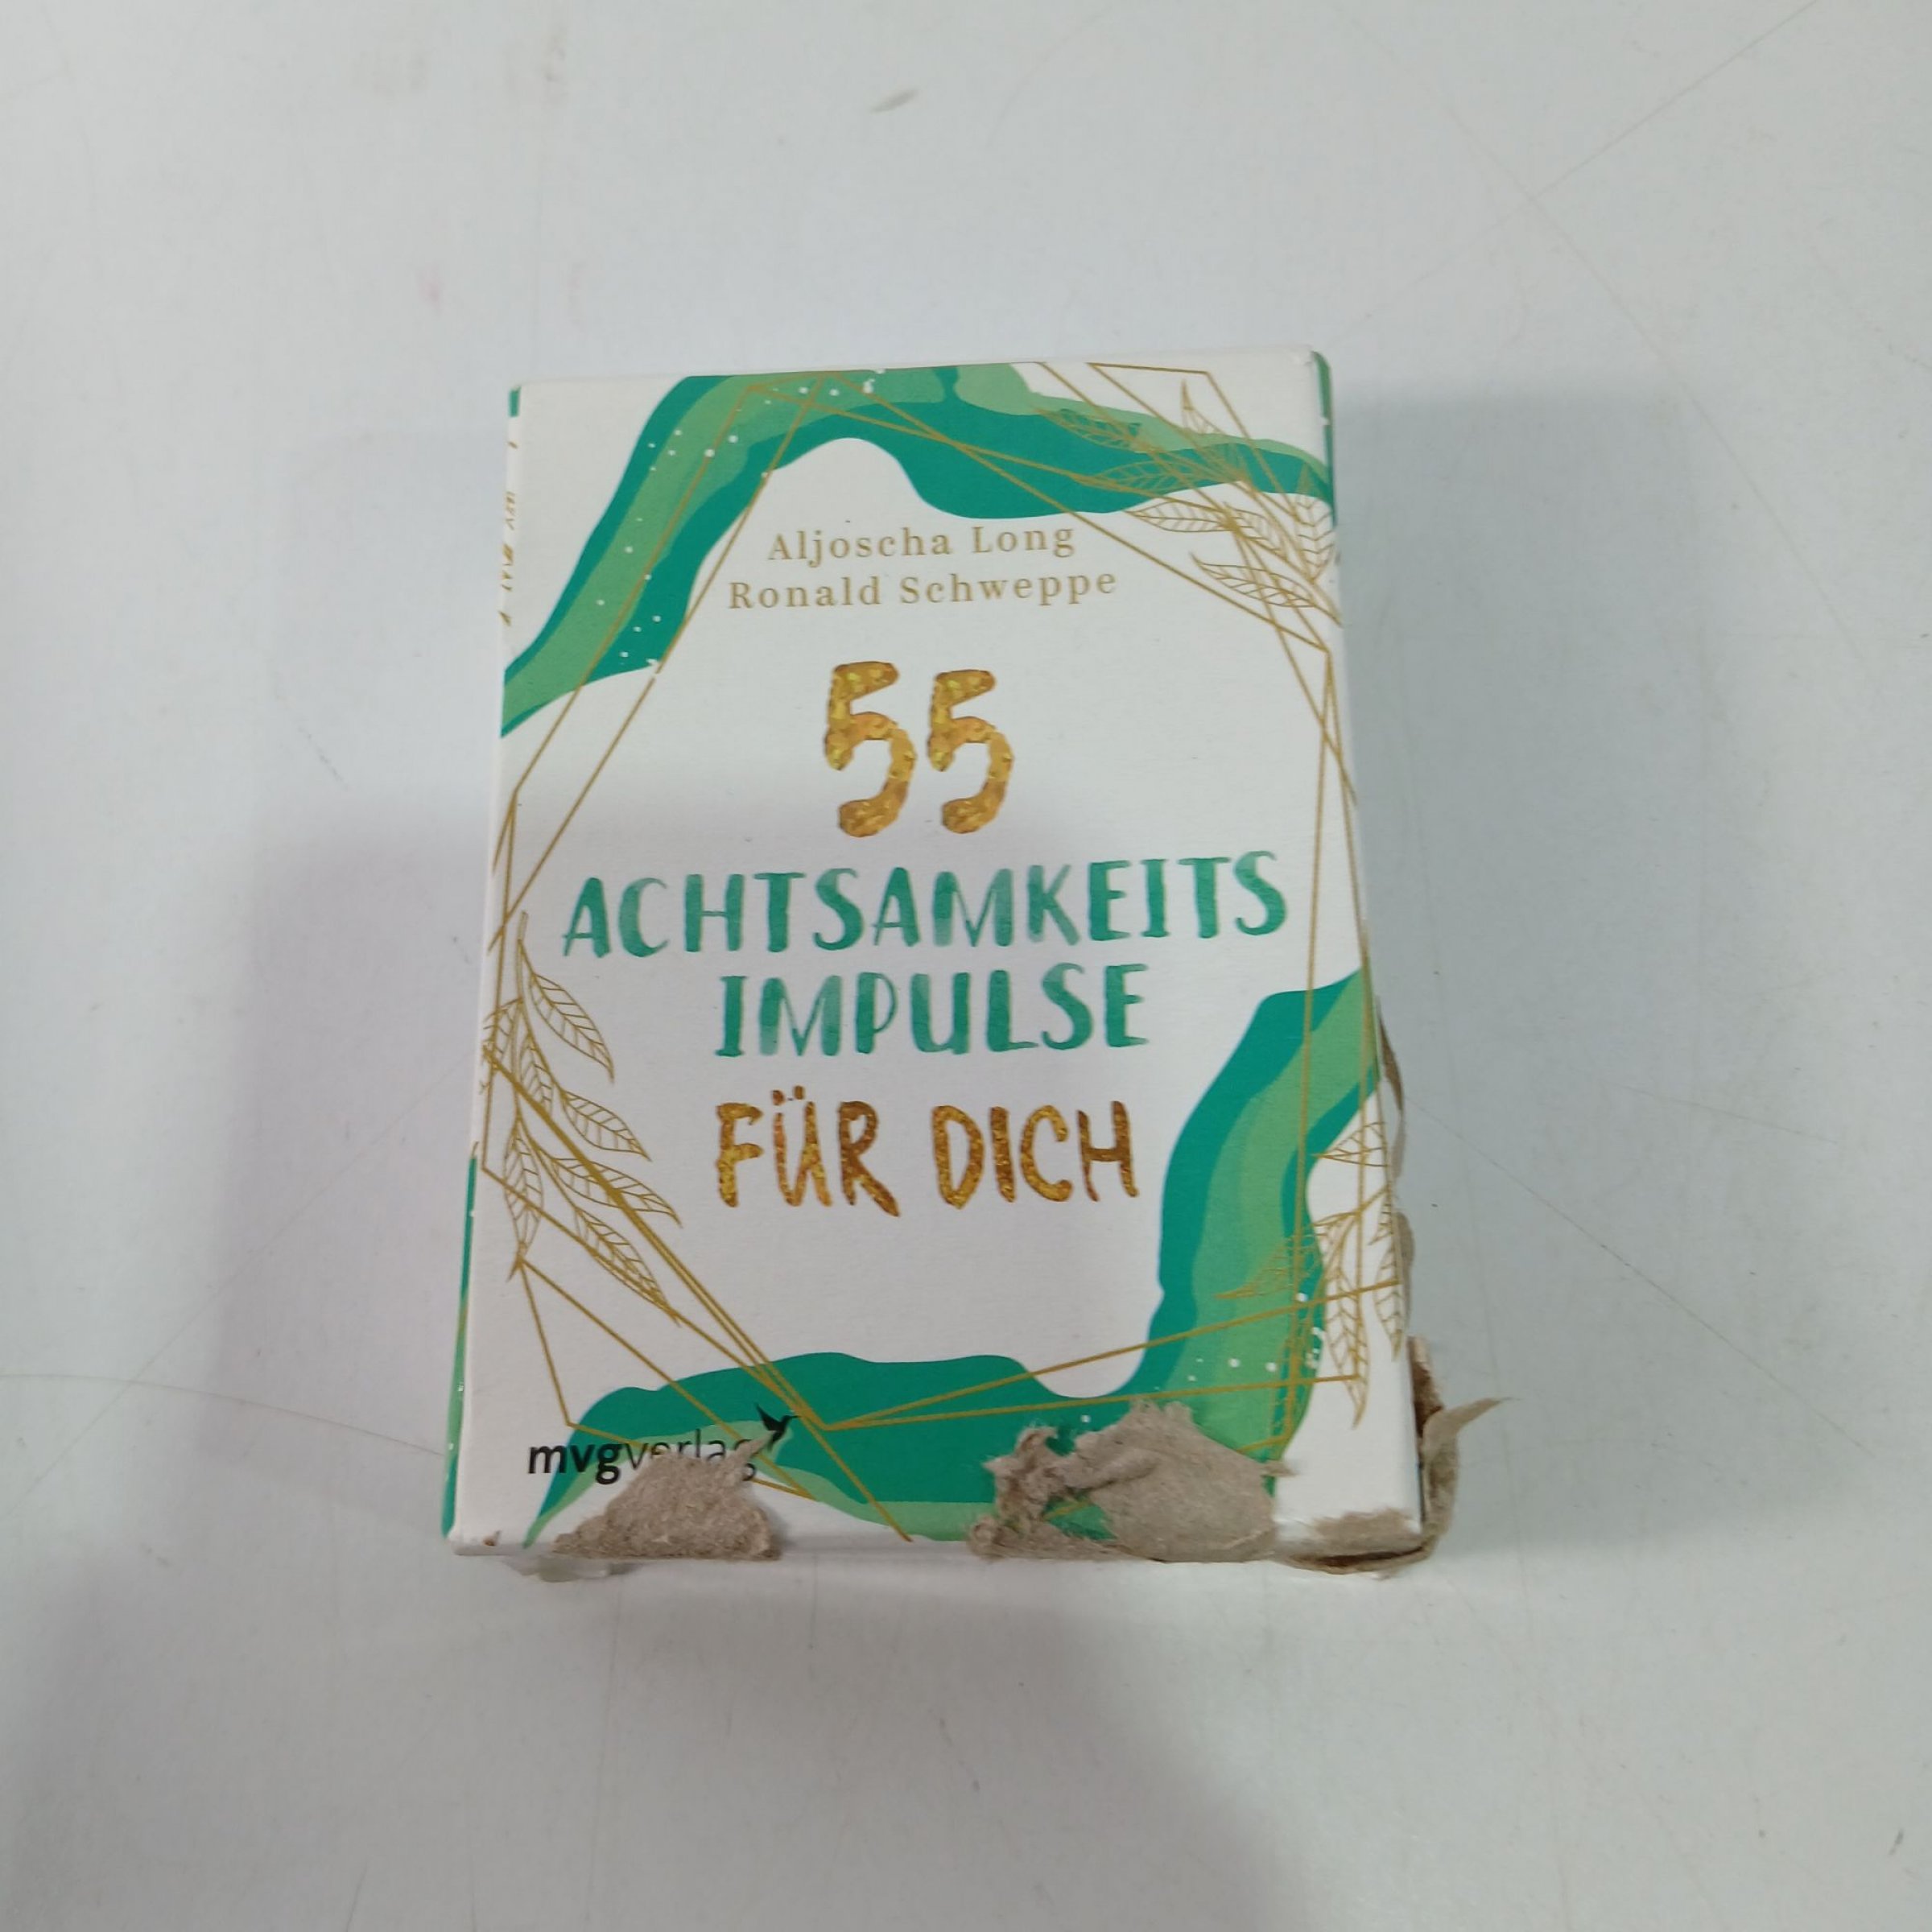 Aljoscha Long
Ronald Schweppe
55
ACHTSAMKEITS
IMPULSE
FÜR DICH
mvgverlag